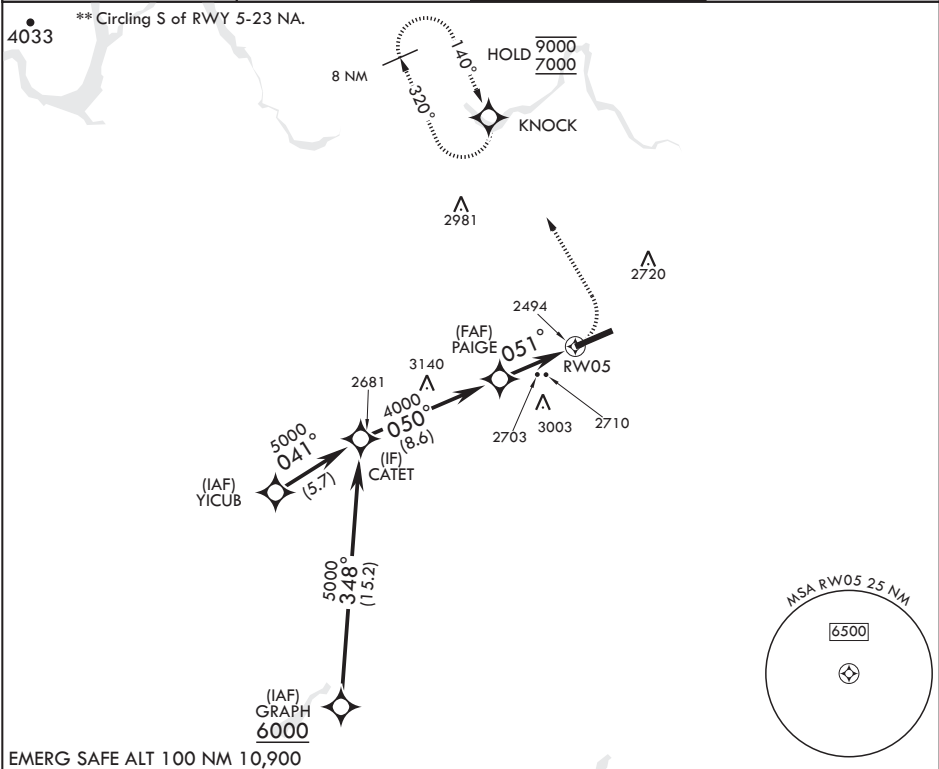 ** Circling S of RWY 5-23 NA.
4033
8 NM
320°
140°
HOLD 9000
7000
KNOCK
2981
2720
2494
(FAF)
PAIGE
051°
RW05
3140
2681
4000
050°
(8.6)
(IF)
CATET
2703
3003
2710
5000
041°
(5.7)
(IAF)
YICUB
5000
348°
(15.2)
MSA RW05 25 NM
6500
(IAF)
GRAPH
6000
EMERG SAFE ALT 100 NM 10,900